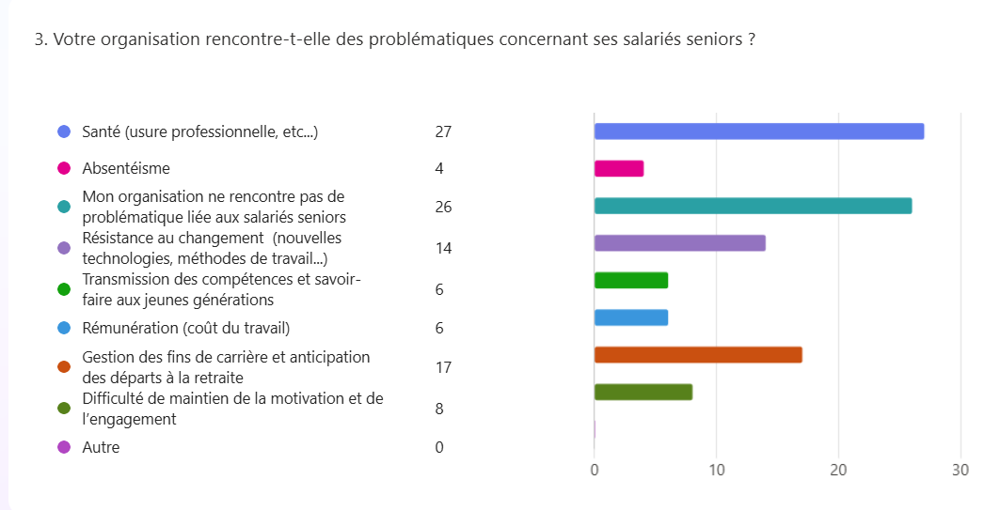 3. Votre organisation rencontre-t-elle des problématiques concernant ses salariés seniors ?
Santé (usure professionnelle, etc...) 27
Absentéisme 4
Mon organisation ne rencontre pas de
problématique liée aux salariés seniors 26
Résistance au changement  (nouvelles
technologies, méthodes de travail...) 14
Transmission des compétences et savoir-
faire aux jeunes générations 6
Rémunération (coût du travail) 6
Gestion des fins de carrière et anticipation
des départs à la retraite 17
Difficulté de maintien de la motivation et de
l’engagement 8
Autre 0
0 10 20 30